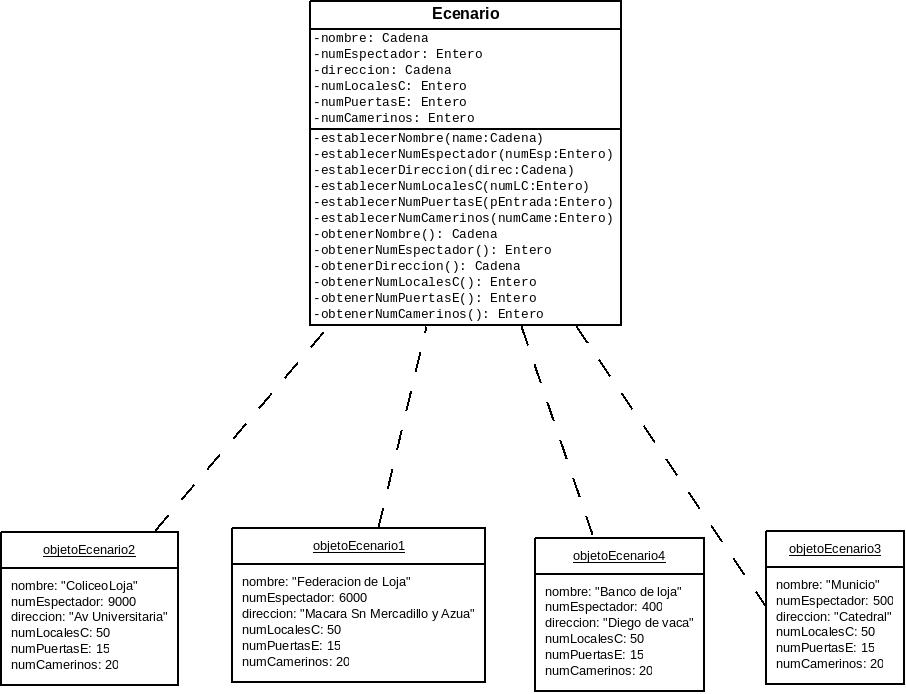 Ecenario
-nombre: Cadena
-numEspectador: Entero
-direccion: Cadena
-numLocalesC: Entero
-numPuertasE: Entero
-numCamerinos: Entero
-establecerNombre(name:Cadena)
-establecerNumEspectador(numEsp:Entero)
-establecerDireccion(direc:Cadena)
-establecerNumLocalesC(numLC:Entero)
-establecerNumPuertasE(pEntrada:Entero)
-establecerNumCamerinos(numCame:Entero)
-obtenerNombre(): Cadena
-obtenerNumEspectador(): Entero
-obtenerDireccion(): Cadena
-obtenerNumLocalesC(): Entero
-obtenerNumPuertasE(): Entero
-obtenerNumCamerinos(): Entero
objetoEcenario2
nombre: "ColiceoLoja"
numEspectador: 9000
direccion: "Av Universitaria"
numLocalesC: 50
numPuertasE: 15
numCamerinos: 20
objetoEcenario1
nombre: "Federacion de Loja"
numEspectador: 6000
direccion: "Macara Sn Mercadillo y Azua"
numLocalesC: 50
numPuertasE: 15
numCamerinos: 20
objetoEcenario4
nombre: "Banco de loja"
numEspectador: 400
direccion: "Diego de vaca"
numLocalesC: 50
numPuertasE: 15
numCamerinos: 20
objetoEcenario3
nombre: "Municio"
numEspectador: 500
direccion: "Catedral"
numLocalesC: 50
numPuertasE: 15
numCamerinos: 20